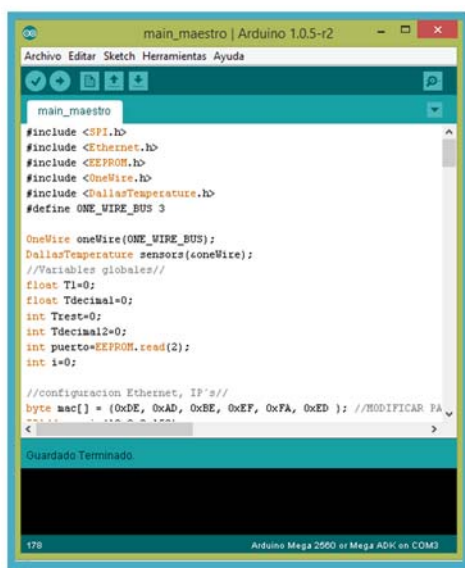 main_maestro | Arduino 1.0.5-r2
Archivo Editar Sketch Herramientas Ayuda
main_maestro
#include <SPI.h>
#include <Ethernet.h>
#include <EEPROM.h>
#include <OneWire.h>
#include <DallasTemperature.h>
#define ONE_WIRE_BUS 3
OneWire oneWire(ONE_WIRE_BUS);
DallasTemperature sensors(&oneWire);
//Variables globales//
float T1=0;
float Tdecimal=0;
int Trest=0;
int Tdecimal2=0;
int puerto=EEPROM.read(2);
int i=0;
//configuracion Ethernet, IP's//
byte mac[] = {0xDE, 0xAD, 0xBE, 0xEF, 0xFA, 0xED }; //MODIFICAR PA
Guardado Terminado.
178
Arduino Mega 2560 or Mega ADK on COM3